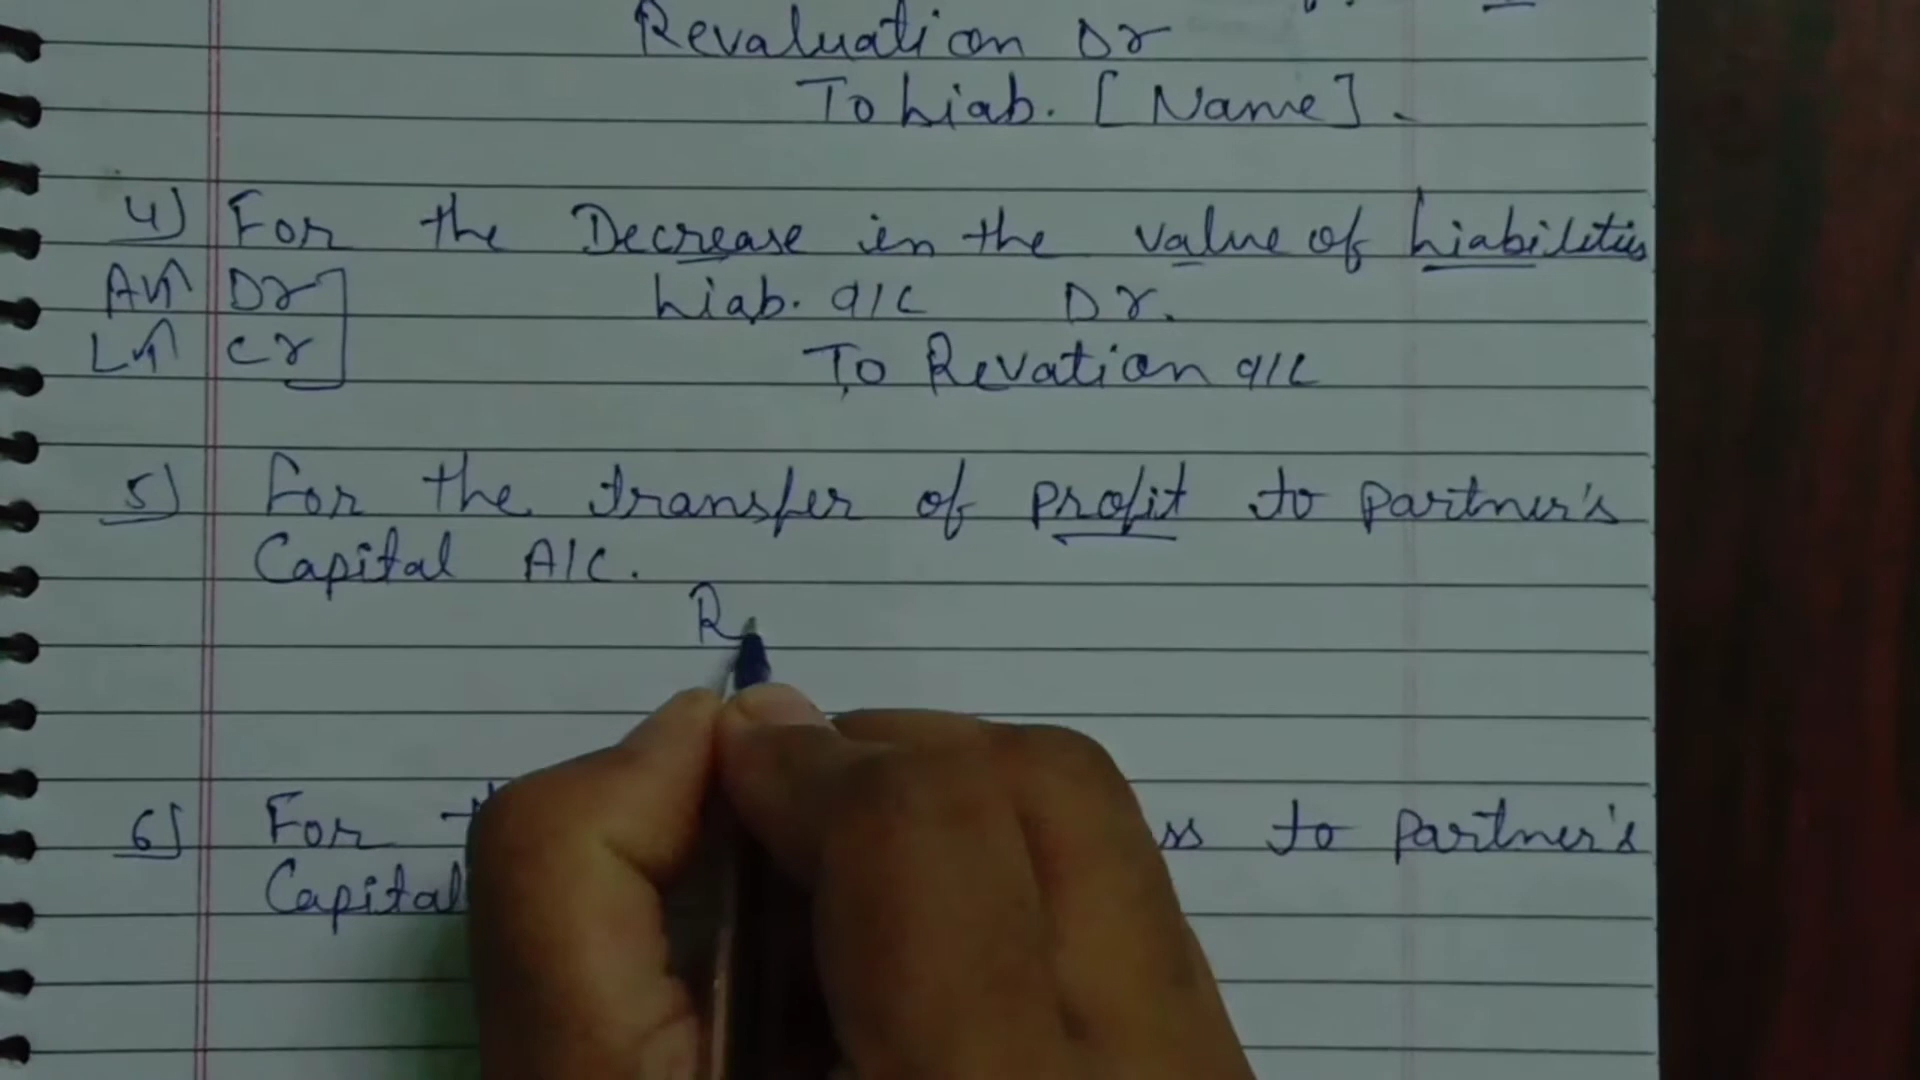 Revaluation Dr
To Liab. [Name].
4) For the Decrease in the value of Liabilities
A↑ Dr Liab. a/c Dr.
L↑ Cr To Revation a/c
5) For the transfer of profit to partner's
Capital A/C.
R
6) For to partner's
Capital